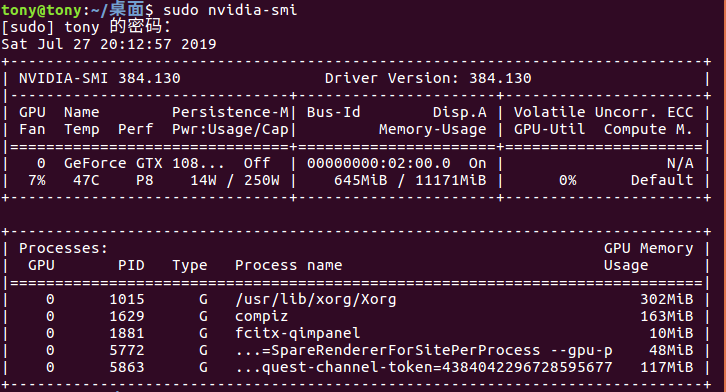 tony@tony:~/桌面$ sudo nvidia-smi
[sudo] tony 的密码：
Sat Jul 27 20:12:57 2019
+-----------------------------------------------------------------------------+
| NVIDIA-SMI 384.130                Driver Version: 384.130                   |
|-------------------------------+----------------------+----------------------+
| GPU  Name        Persistence-M| Bus-Id        Disp.A | Volatile Uncorr. ECC |
| Fan  Temp  Perf  Pwr:Usage/Cap|         Memory-Usage | GPU-Util  Compute M. |
|===============================+======================+======================|
|   0  GeForce GTX 108...  Off  | 00000000:02:00.0  On |                  N/A |
|  7%   47C    P8    14W / 250W |    645MiB / 11171MiB |      0%      Default |
+-------------------------------+----------------------+----------------------+

+-----------------------------------------------------------------------------+
| Processes:                                                       GPU Memory |
|  GPU       PID   Type   Process name                             Usage      |
|=============================================================================|
|    0      1015      G   /usr/lib/xorg/Xorg                           302MiB |
|    0      1629      G   compiz                                       163MiB |
|    0      1881      G   fcitx-qimpanel                                10MiB |
|    0      5772      G   ...=SpareRendererForSitePerProcess --gpu-p    48MiB |
|    0      5863      G   ...quest-channel-token=4384042296728595677   117MiB |
+-----------------------------------------------------------------------------+